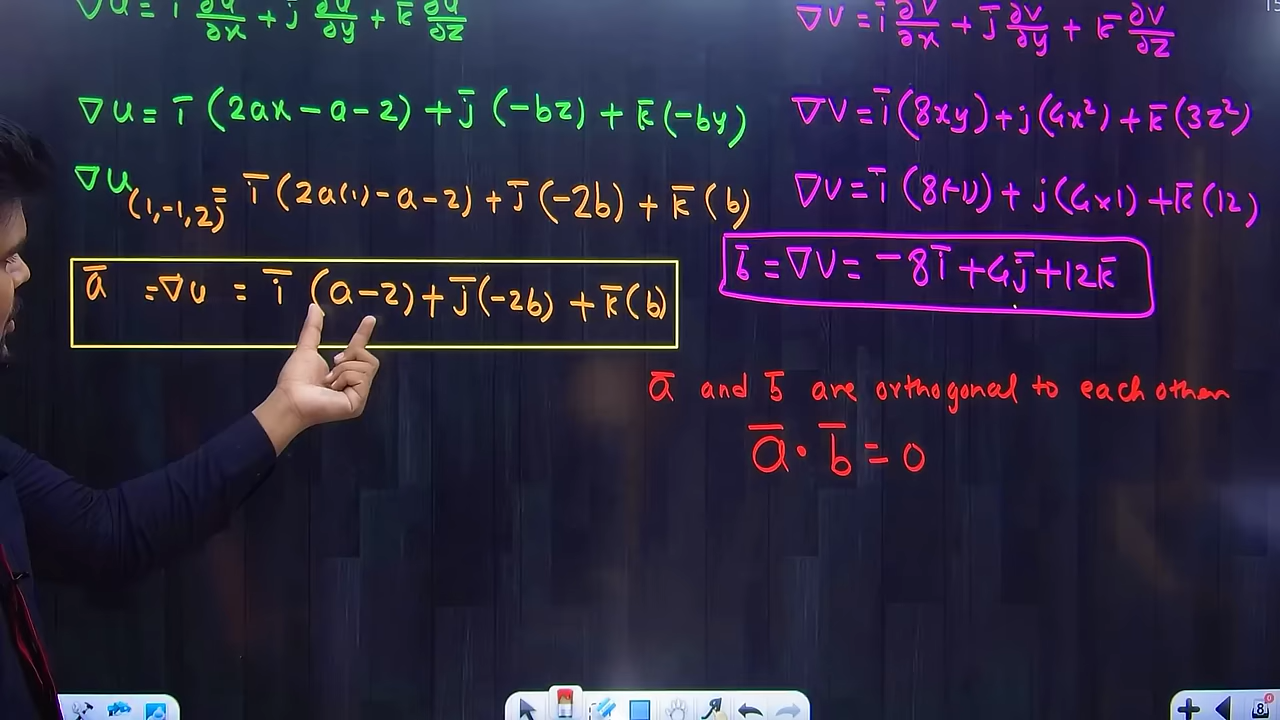 ∇u = i̅ ∂u/∂x + j̅ ∂u/∂y + k̅ ∂u/∂z
∇u = i̅ (2ax - a - 2) + j̅ (-bz) + k̅ (-by)
∇u(1,-1,2) = i̅ (2a(1) - a - 2) + j̅ (-2b) + k̅ (b)
a̅ = ∇u = i̅ (a - 2) + j̅ (-2b) + k̅ (b)
∇v = i̅ ∂v/∂x + j̅ ∂v/∂y + k̅ ∂v/∂z
∇v = i̅ (8xy) + j (4x²) + k̅ (3z²)
∇v = i̅ (8(-1)) + j (4×1) + k̅ (12)
b̅ = ∇v = -8i̅ + 4j̅ + 12k̅
a̅ and b̅ are orthogonal to each other
a̅ · b̅ = 0